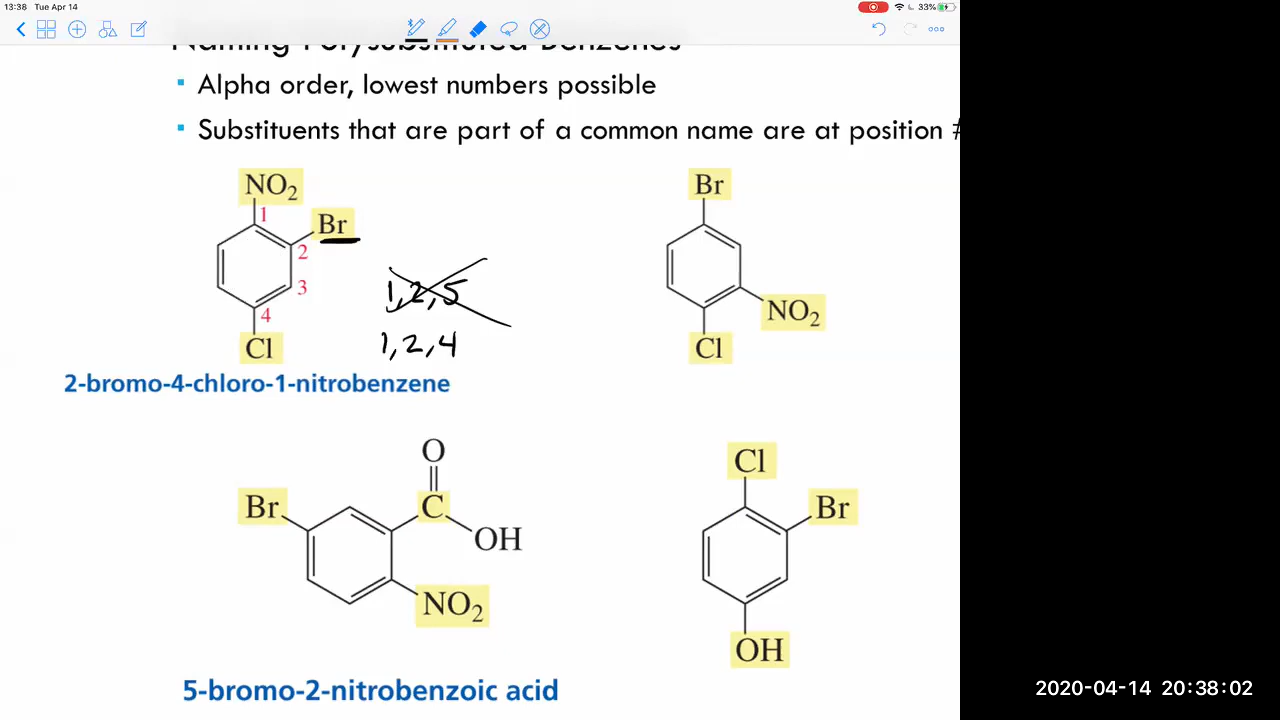 13:38 Tue Apr 14
33%
Naming Polysubstituted Benzenes
▪ Alpha order, lowest numbers possible
▪ Substituents that are part of a common name are at position #
NO2
1
Br
2
3
4
Cl
1,2,5
1,2,4
2-bromo-4-chloro-1-nitrobenzene
Br
NO2
Cl
O
Br
C
OH
NO2
5-bromo-2-nitrobenzoic acid
Cl
Br
OH
2020-04-14 20:38:02